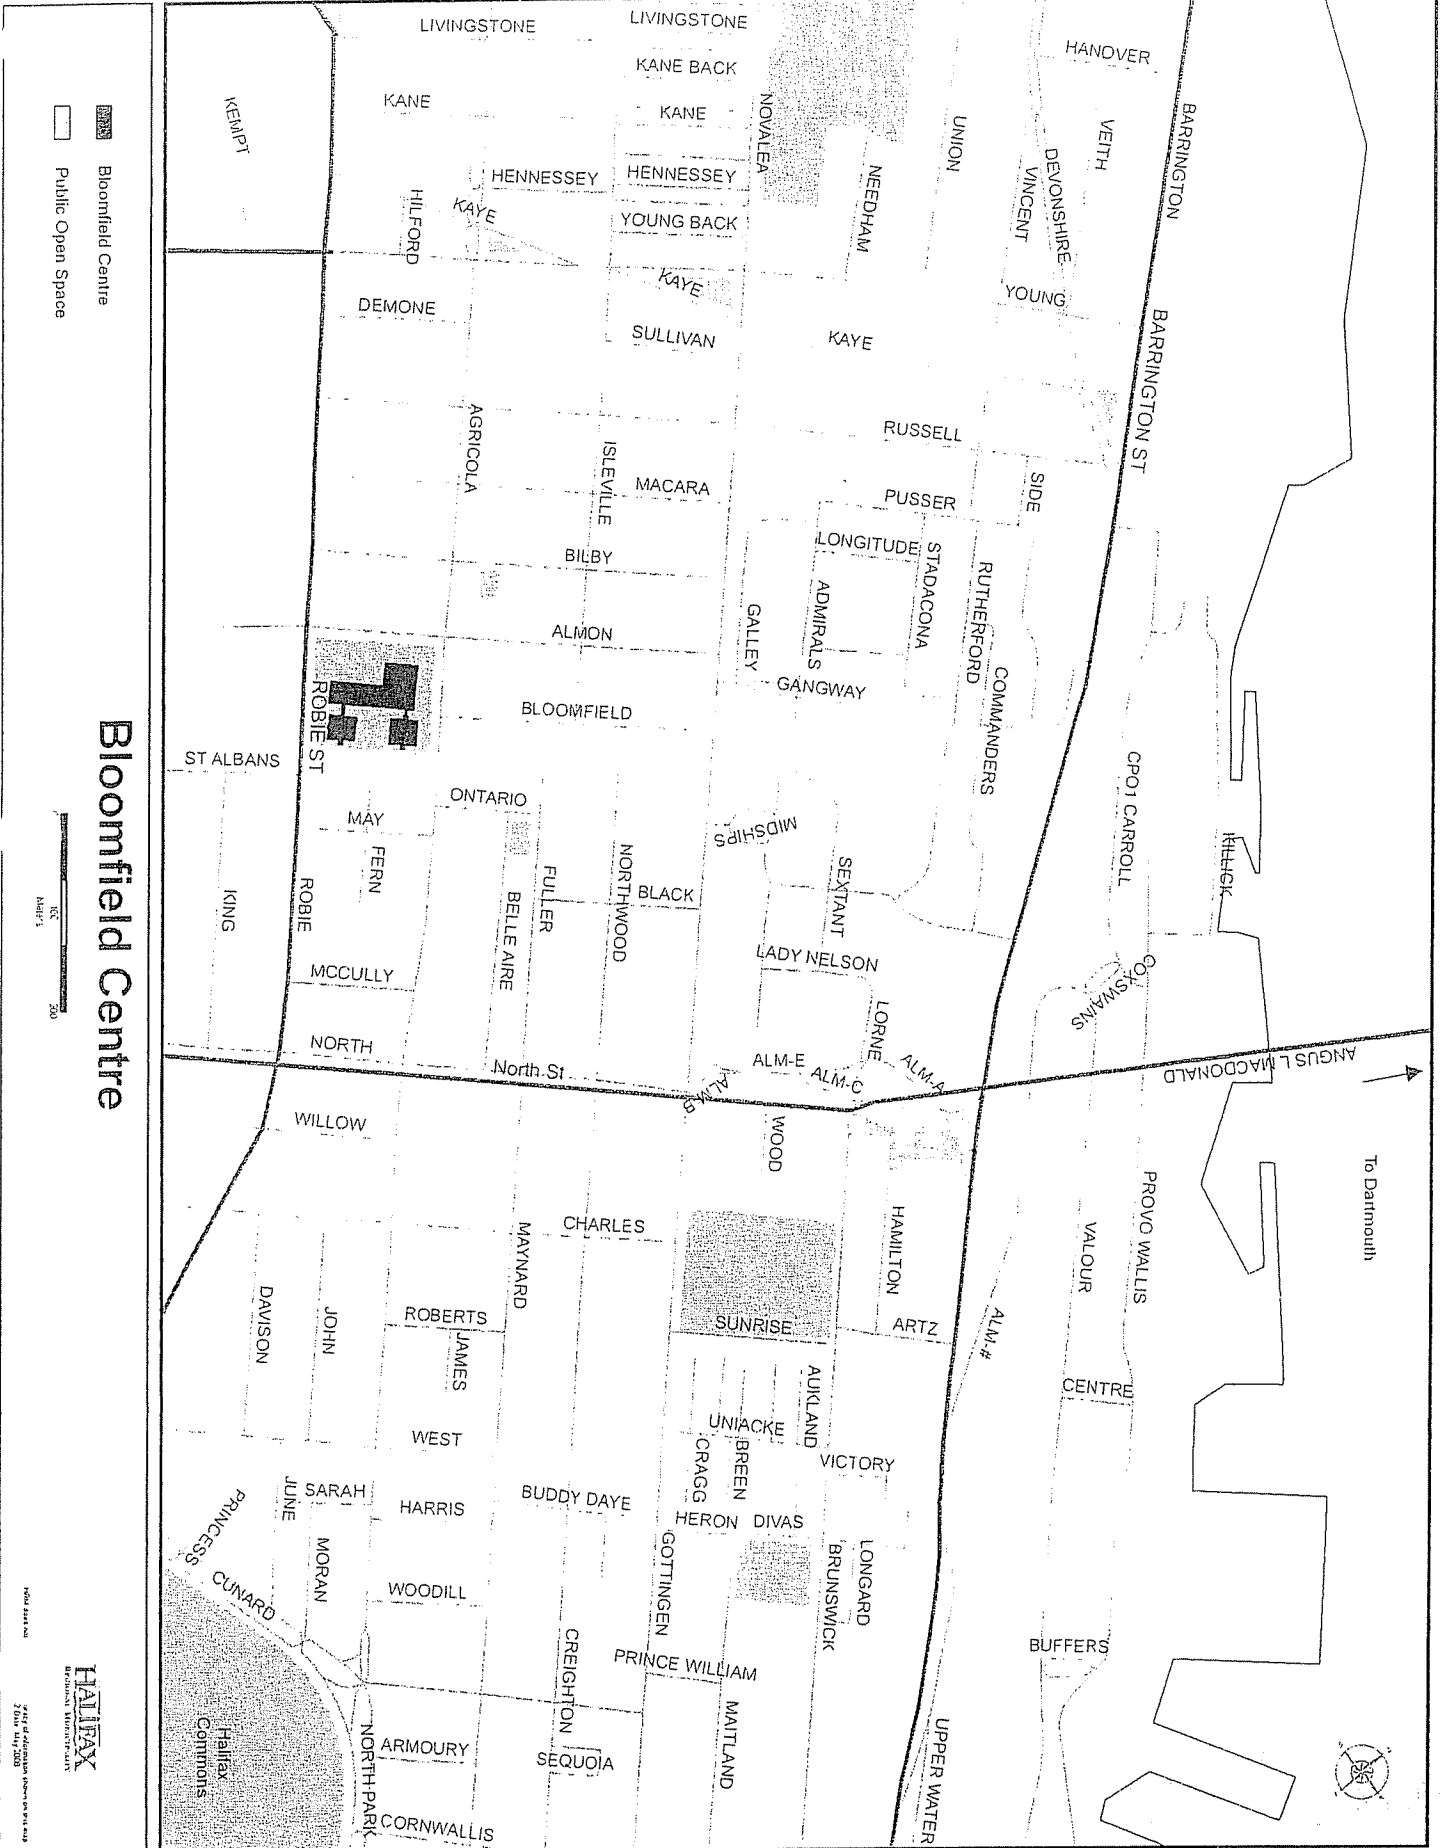 LIVINGSTONE
LIVINGSTONE
HANOVER
KANE BACK
KANE
KANE
NOVALEA
UNION
VEITH
BARRINGTON
KEMPT
HENNESSEY
HENNESSEY
NEEDHAM
VINCENT
DEVONSHIRE
HILFORD
KAYE
YOUNG BACK
KAYE
YOUNG
DEMONE
SULLIVAN
KAYE
BARRINGTON ST
AGRICOLA
ISLEVILLE
RUSSELL
MACARA
PUSSER
SIDE
BILBY
LONGITUDE
STADACONA
ADMIRALS
RUTHERFORD
GALLEY
ALMON
GANGWAY
COMMANDERS
ROBIE ST
BLOOMFIELD
ST ALBANS
ONTARIO
CPO1 CARROLL
MAY
MIDSHIPS
KILLICK
FERN
FULLER
NORTHWOOD
BLACK
SEXTANT
KING
ROBIE
BELLE AIRE
LADY NELSON
MCCULLY
COXSWAINS
LORNE
NORTH
North St
ALM-E
ALM-C
ALM-A
ALM-B
ANGUS L MACDONALD
WILLOW
WOOD
To Dartmouth
CHARLES
MAYNARD
HAMILTON
VALOUR
PROVO WALLIS
DAVISON
JOHN
ROBERTS
JAMES
SUNRISE
ARTZ
ALM-#
AUKLAND
CENTRE
WEST
UNIACKE
CRAGG
BREEN
VICTORY
PRINCESS
JUNE
SARAH
HARRIS
BUDDY DAYE
HERON
DIVAS
MORAN
GOTTINGEN
BRUNSWICK
LONGARD
CUNARD
WOODILL
CREIGHTON
PRINCE WILLIAM
BUFFERS
MAITLAND
UPPER WATER
Halifax
Commons
NORTH PARK
ARMOURY
SEQUOIA
CORNWALLIS
Bloomfield Centre
Public Open Space
Bloomfield Centre
HALIFAX